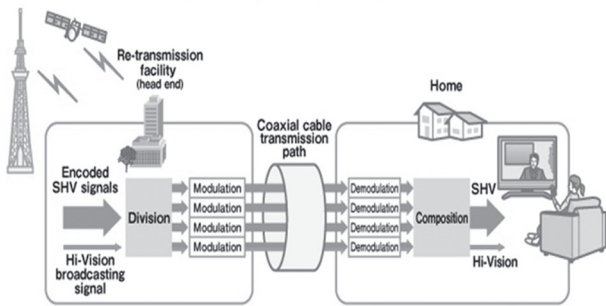 Re-transmission
facility
(head end)
Home
Coaxial cable
transmission
path
Encoded
SHV signals
Division
Modulation
Modulation
Modulation
Modulation
Demodulation
Demodulation
Demodulation
Demodulation
Composition
SHV
Hi-Vision
broadcasting
signal
Hi-Vision